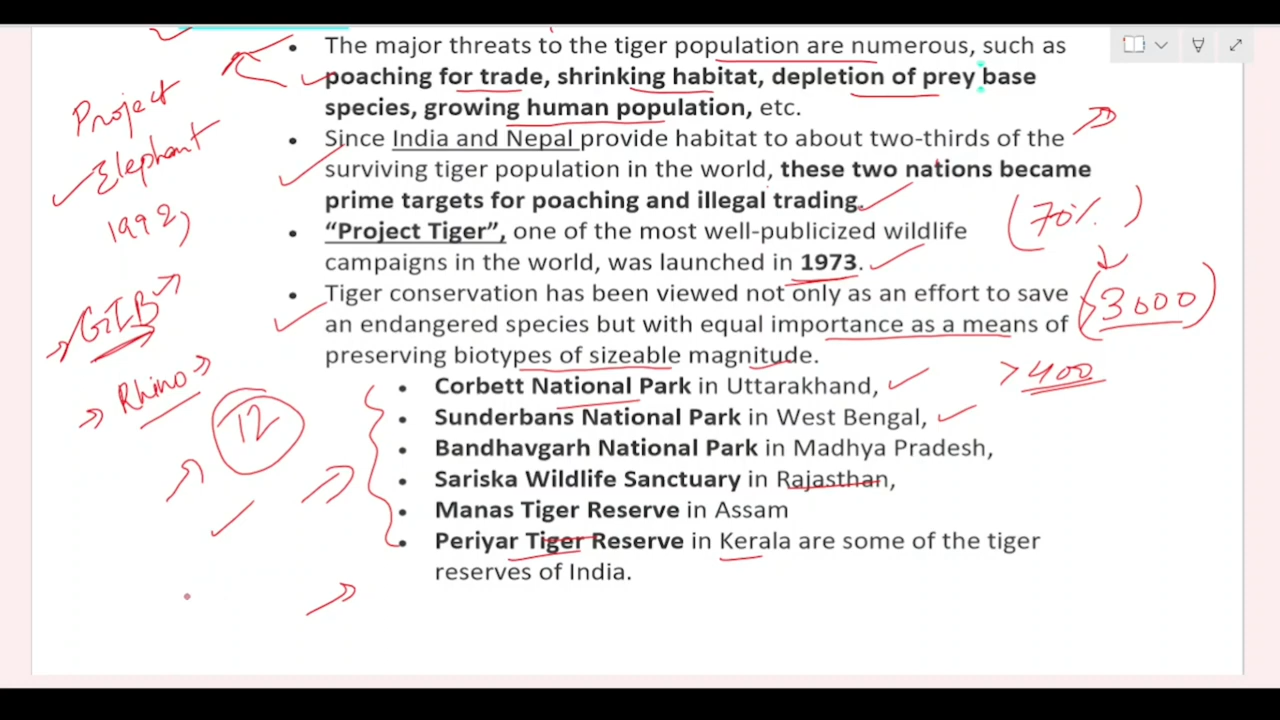 • The major threats to the tiger population are numerous, such as
poaching for trade, shrinking habitat, depletion of prey base
species, growing human population, etc.
• Since India and Nepal provide habitat to about two-thirds of the
surviving tiger population in the world, these two nations became
prime targets for poaching and illegal trading.
• “Project Tiger”, one of the most well-publicized wildlife
campaigns in the world, was launched in 1973.
• Tiger conservation has been viewed not only as an effort to save
an endangered species but with equal importance as a means of
preserving biotypes of sizeable magnitude.
• Corbett National Park in Uttarakhand,
• Sunderbans National Park in West Bengal,
• Bandhavgarh National Park in Madhya Pradesh,
• Sariska Wildlife Sanctuary in Rajasthan,
• Manas Tiger Reserve in Assam
• Periyar Tiger Reserve in Kerala are some of the tiger
reserves of India.
Project
Elephant
1992
GIB
Rhino
12
(70%)
3000
>400